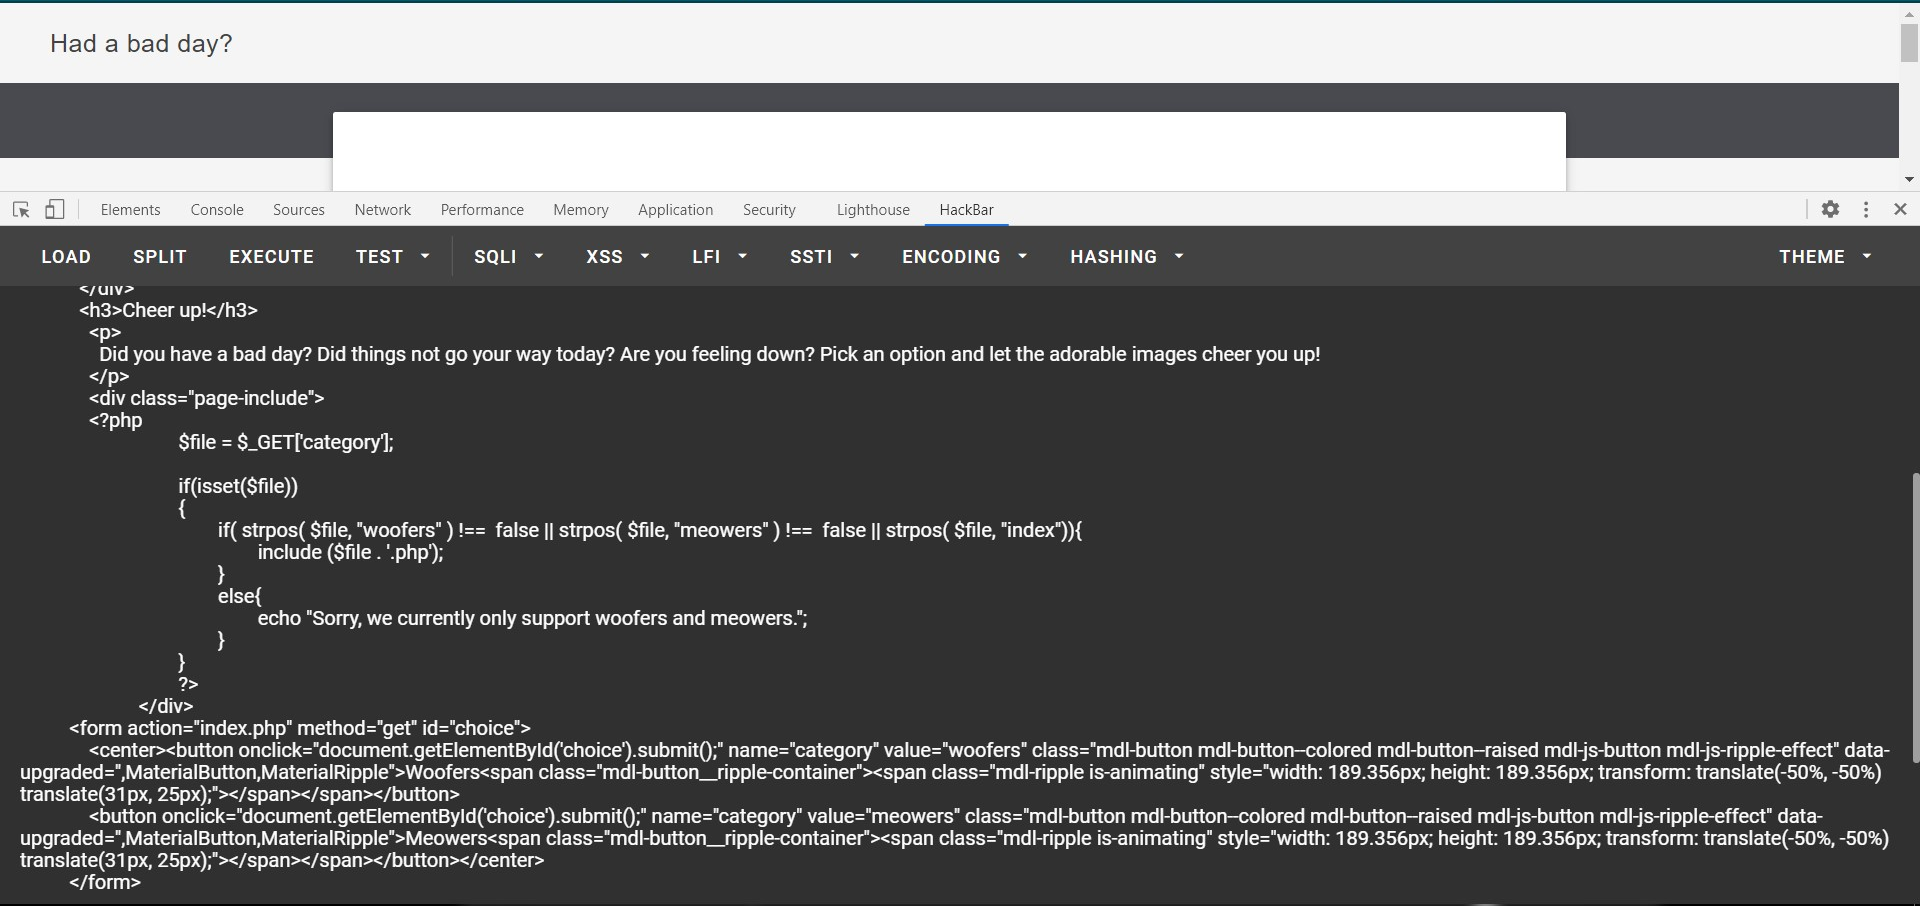 Had a bad day?
Elements Console Sources Network Performance Memory Application Security Lighthouse HackBar
LOAD SPLIT EXECUTE TEST SQLI XSS LFI SSTI ENCODING HASHING THEME
</div>
<h3>Cheer up!</h3>
<p>
Did you have a bad day? Did things not go your way today? Are you feeling down? Pick an option and let the adorable images cheer you up!
</p>
<div class="page-include">
<?php
$file = $_GET['category'];
if(isset($file))
{
if( strpos( $file, "woofers" ) !== false || strpos( $file, "meowers" ) !== false || strpos( $file, "index")){
include ($file . '.php');
}
else{
echo "Sorry, we currently only support woofers and meowers.";
}
}
?>
</div>
<form action="index.php" method="get" id="choice">
<center><button onclick="document.getElementById('choice').submit();" name="category" value="woofers" class="mdl-button mdl-button--colored mdl-button--raised mdl-js-button mdl-js-ripple-effect" data-
upgraded=",MaterialButton,MaterialRipple">Woofers<span class="mdl-button__ripple-container"><span class="mdl-ripple is-animating" style="width: 189.356px; height: 189.356px; transform: translate(-50%, -50%)
translate(31px, 25px);"></span></span></button>
<button onclick="document.getElementById('choice').submit();" name="category" value="meowers" class="mdl-button mdl-button--colored mdl-button--raised mdl-js-button mdl-js-ripple-effect" data-
upgraded=",MaterialButton,MaterialRipple">Meowers<span class="mdl-button__ripple-container"><span class="mdl-ripple is-animating" style="width: 189.356px; height: 189.356px; transform: translate(-50%, -50%)
translate(31px, 25px);"></span></span></button></center>
</form>